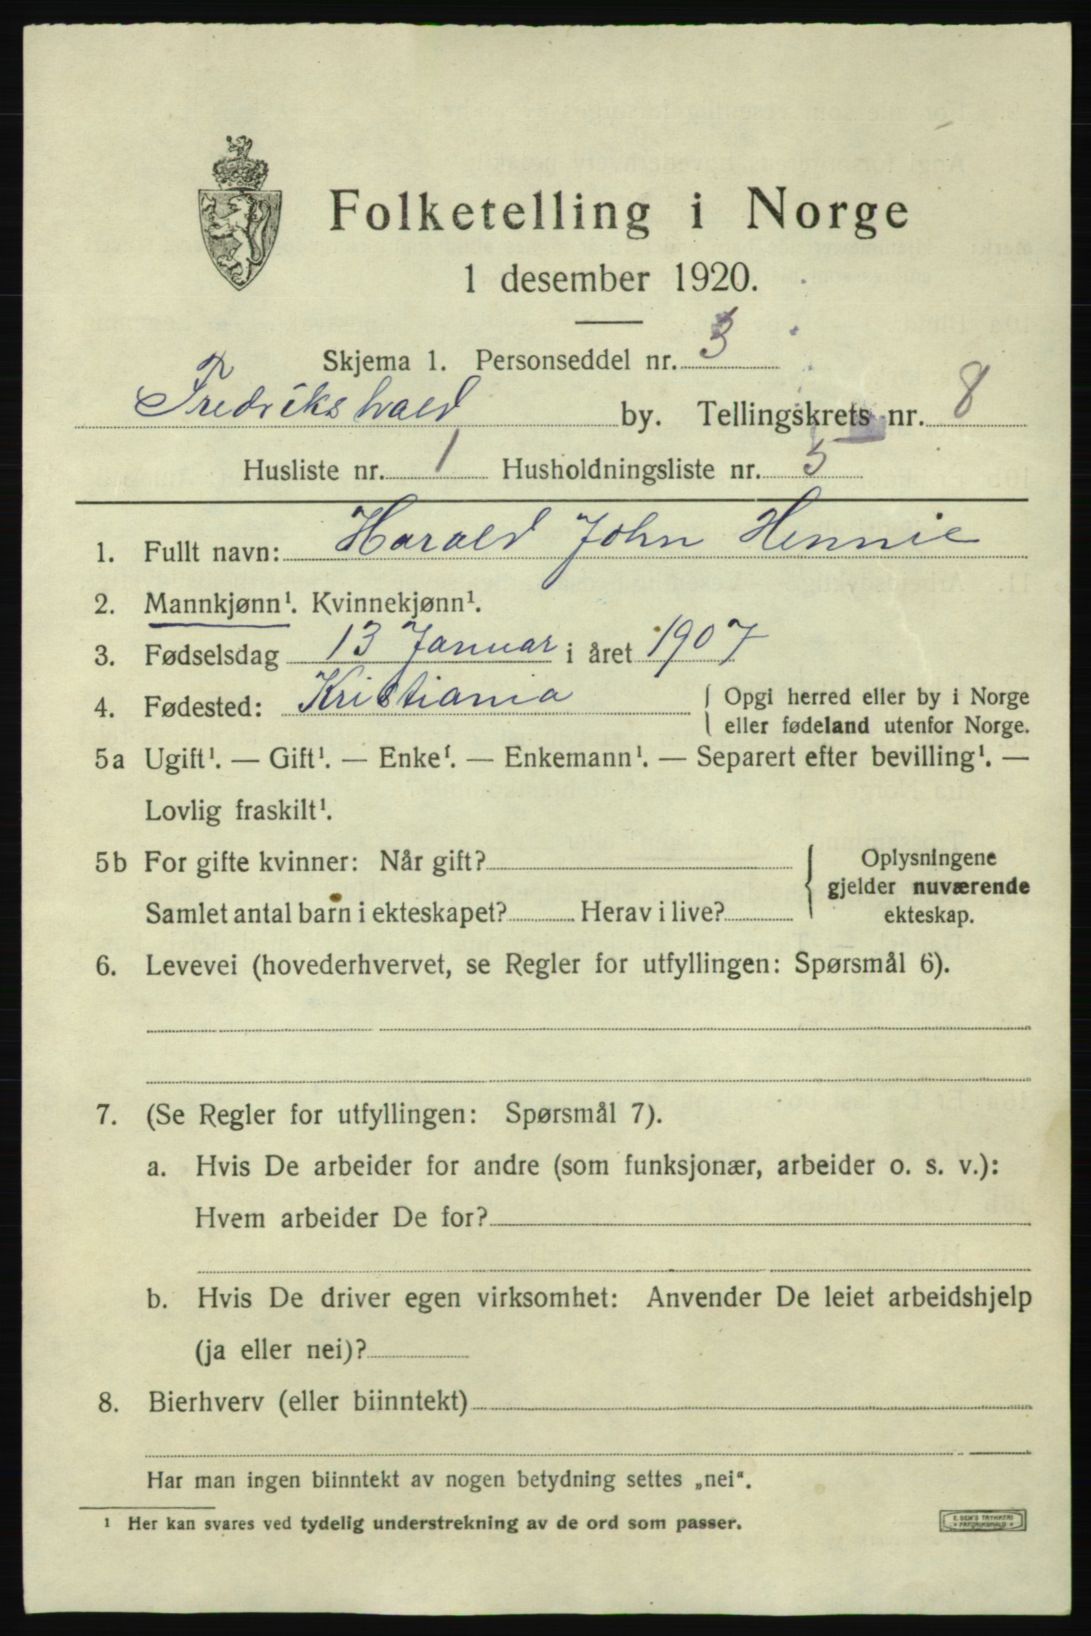 Folketelling i Norge
1 desember 1920.
Skjema 1. Personseddel nr. 3
Fredrikshald by. Tellingskrets nr. 8
Husliste nr. 1 Husholdningsliste nr. 5
1. Fullt navn: Harald John Hennie
2. Mannkjønn¹. Kvinnekjønn¹.
3. Fødselsdag 13 Januar i året 1907
4. Fødested: Kristiania { Opgi herred eller by i Norge
eller fødeland utenfor Norge.
5a Ugift¹. — Gift¹. — Enke¹. — Enkemann¹. — Separert efter bevilling¹. —
Lovlig fraskilt¹.
5b For gifte kvinner: Når gift? { Oplysningene
gjelder nuværende
Samlet antal barn i ekteskapet? Herav i live? ekteskap.
6. Levevei (hovederhvervet, se Regler for utfyllingen: Spørsmål 6).
7. (Se Regler for utfyllingen: Spørsmål 7).
a. Hvis De arbeider for andre (som funksjonær, arbeider o. s. v.):
Hvem arbeider De for?
b. Hvis De driver egen virksomhet: Anvender De leiet arbeidshjelp
(ja eller nei)?
8. Bierhverv (eller biinntekt)
Har man ingen biinntekt av nogen betydning settes „nei“.
¹ Her kan svares ved tydelig understrekning av de ord som passer.